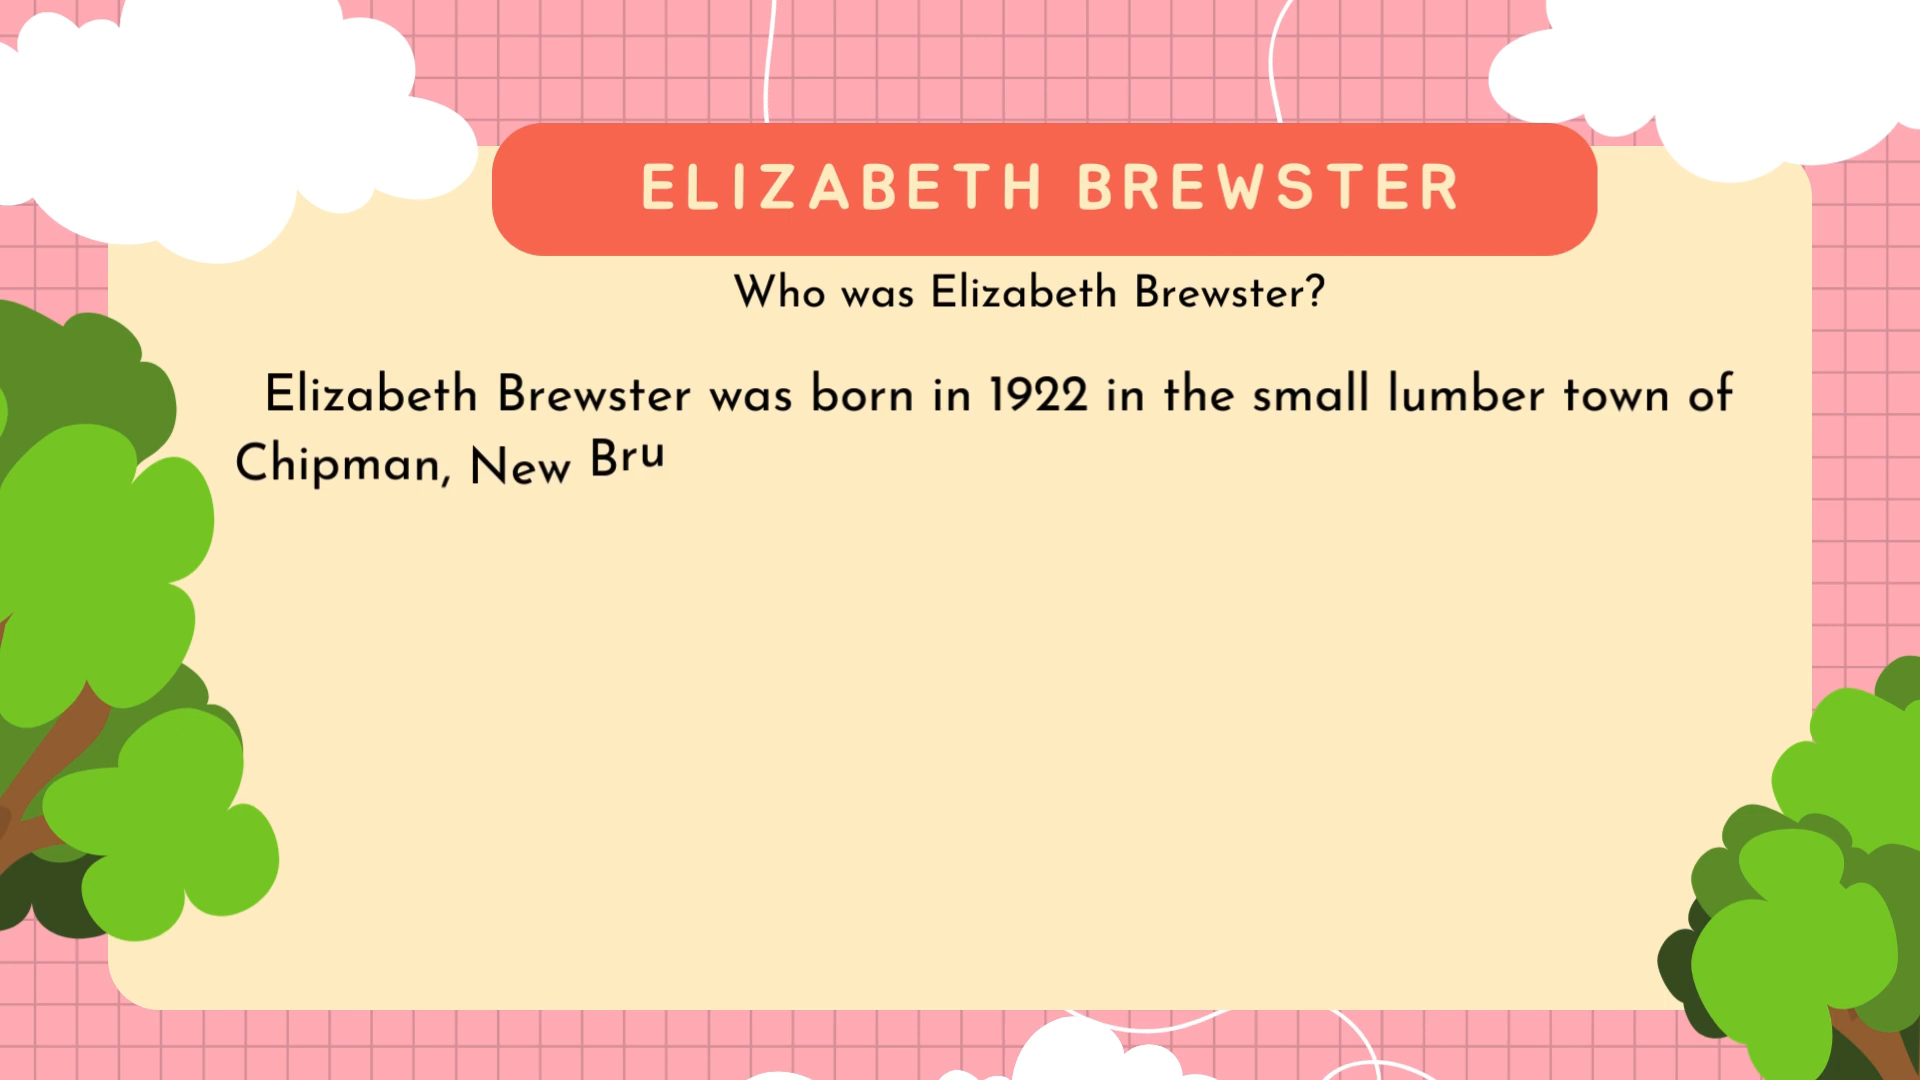 ELIZABETH BREWSTER
Who was Elizabeth Brewster?
Elizabeth Brewster was born in 1922 in the small lumber town of
Chipman, New Bru